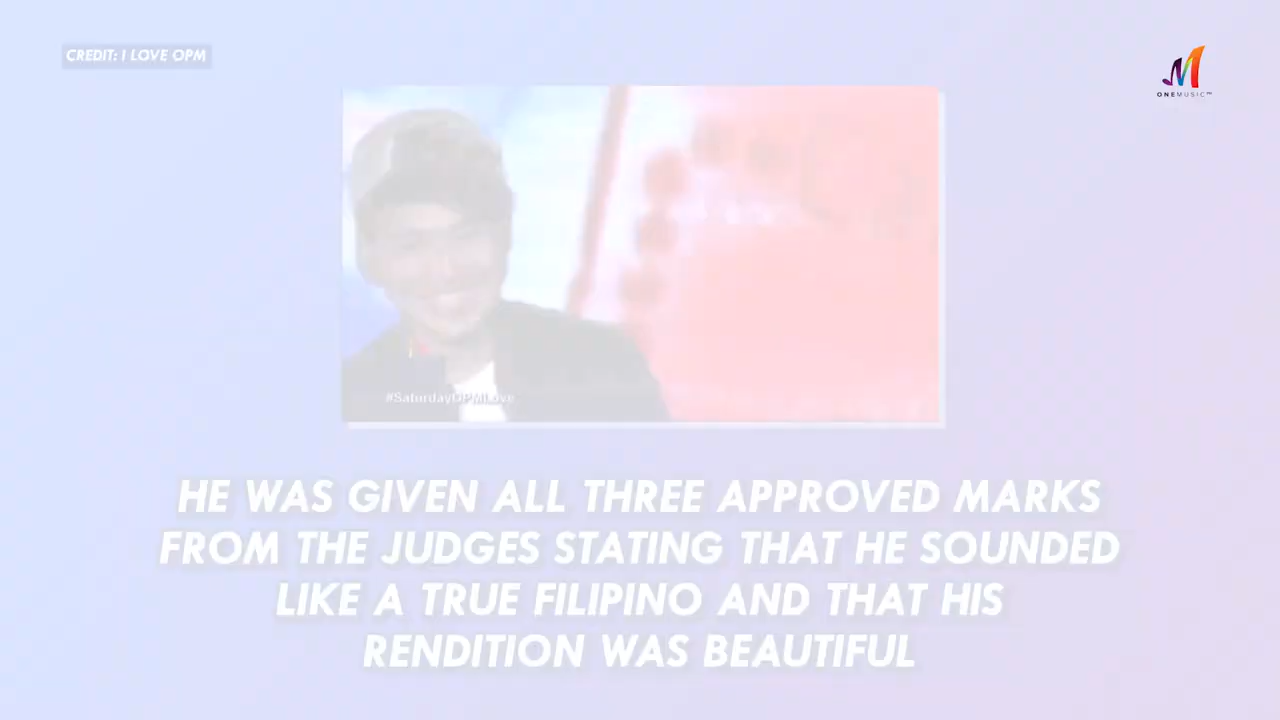 CREDIT: I LOVE OPM
ONEMUSIC™
#SaturdayOPMLove
HE WAS GIVEN ALL THREE APPROVED MARKS
FROM THE JUDGES STATING THAT HE SOUNDED
LIKE A TRUE FILIPINO AND THAT HIS
RENDITION WAS BEAUTIFUL